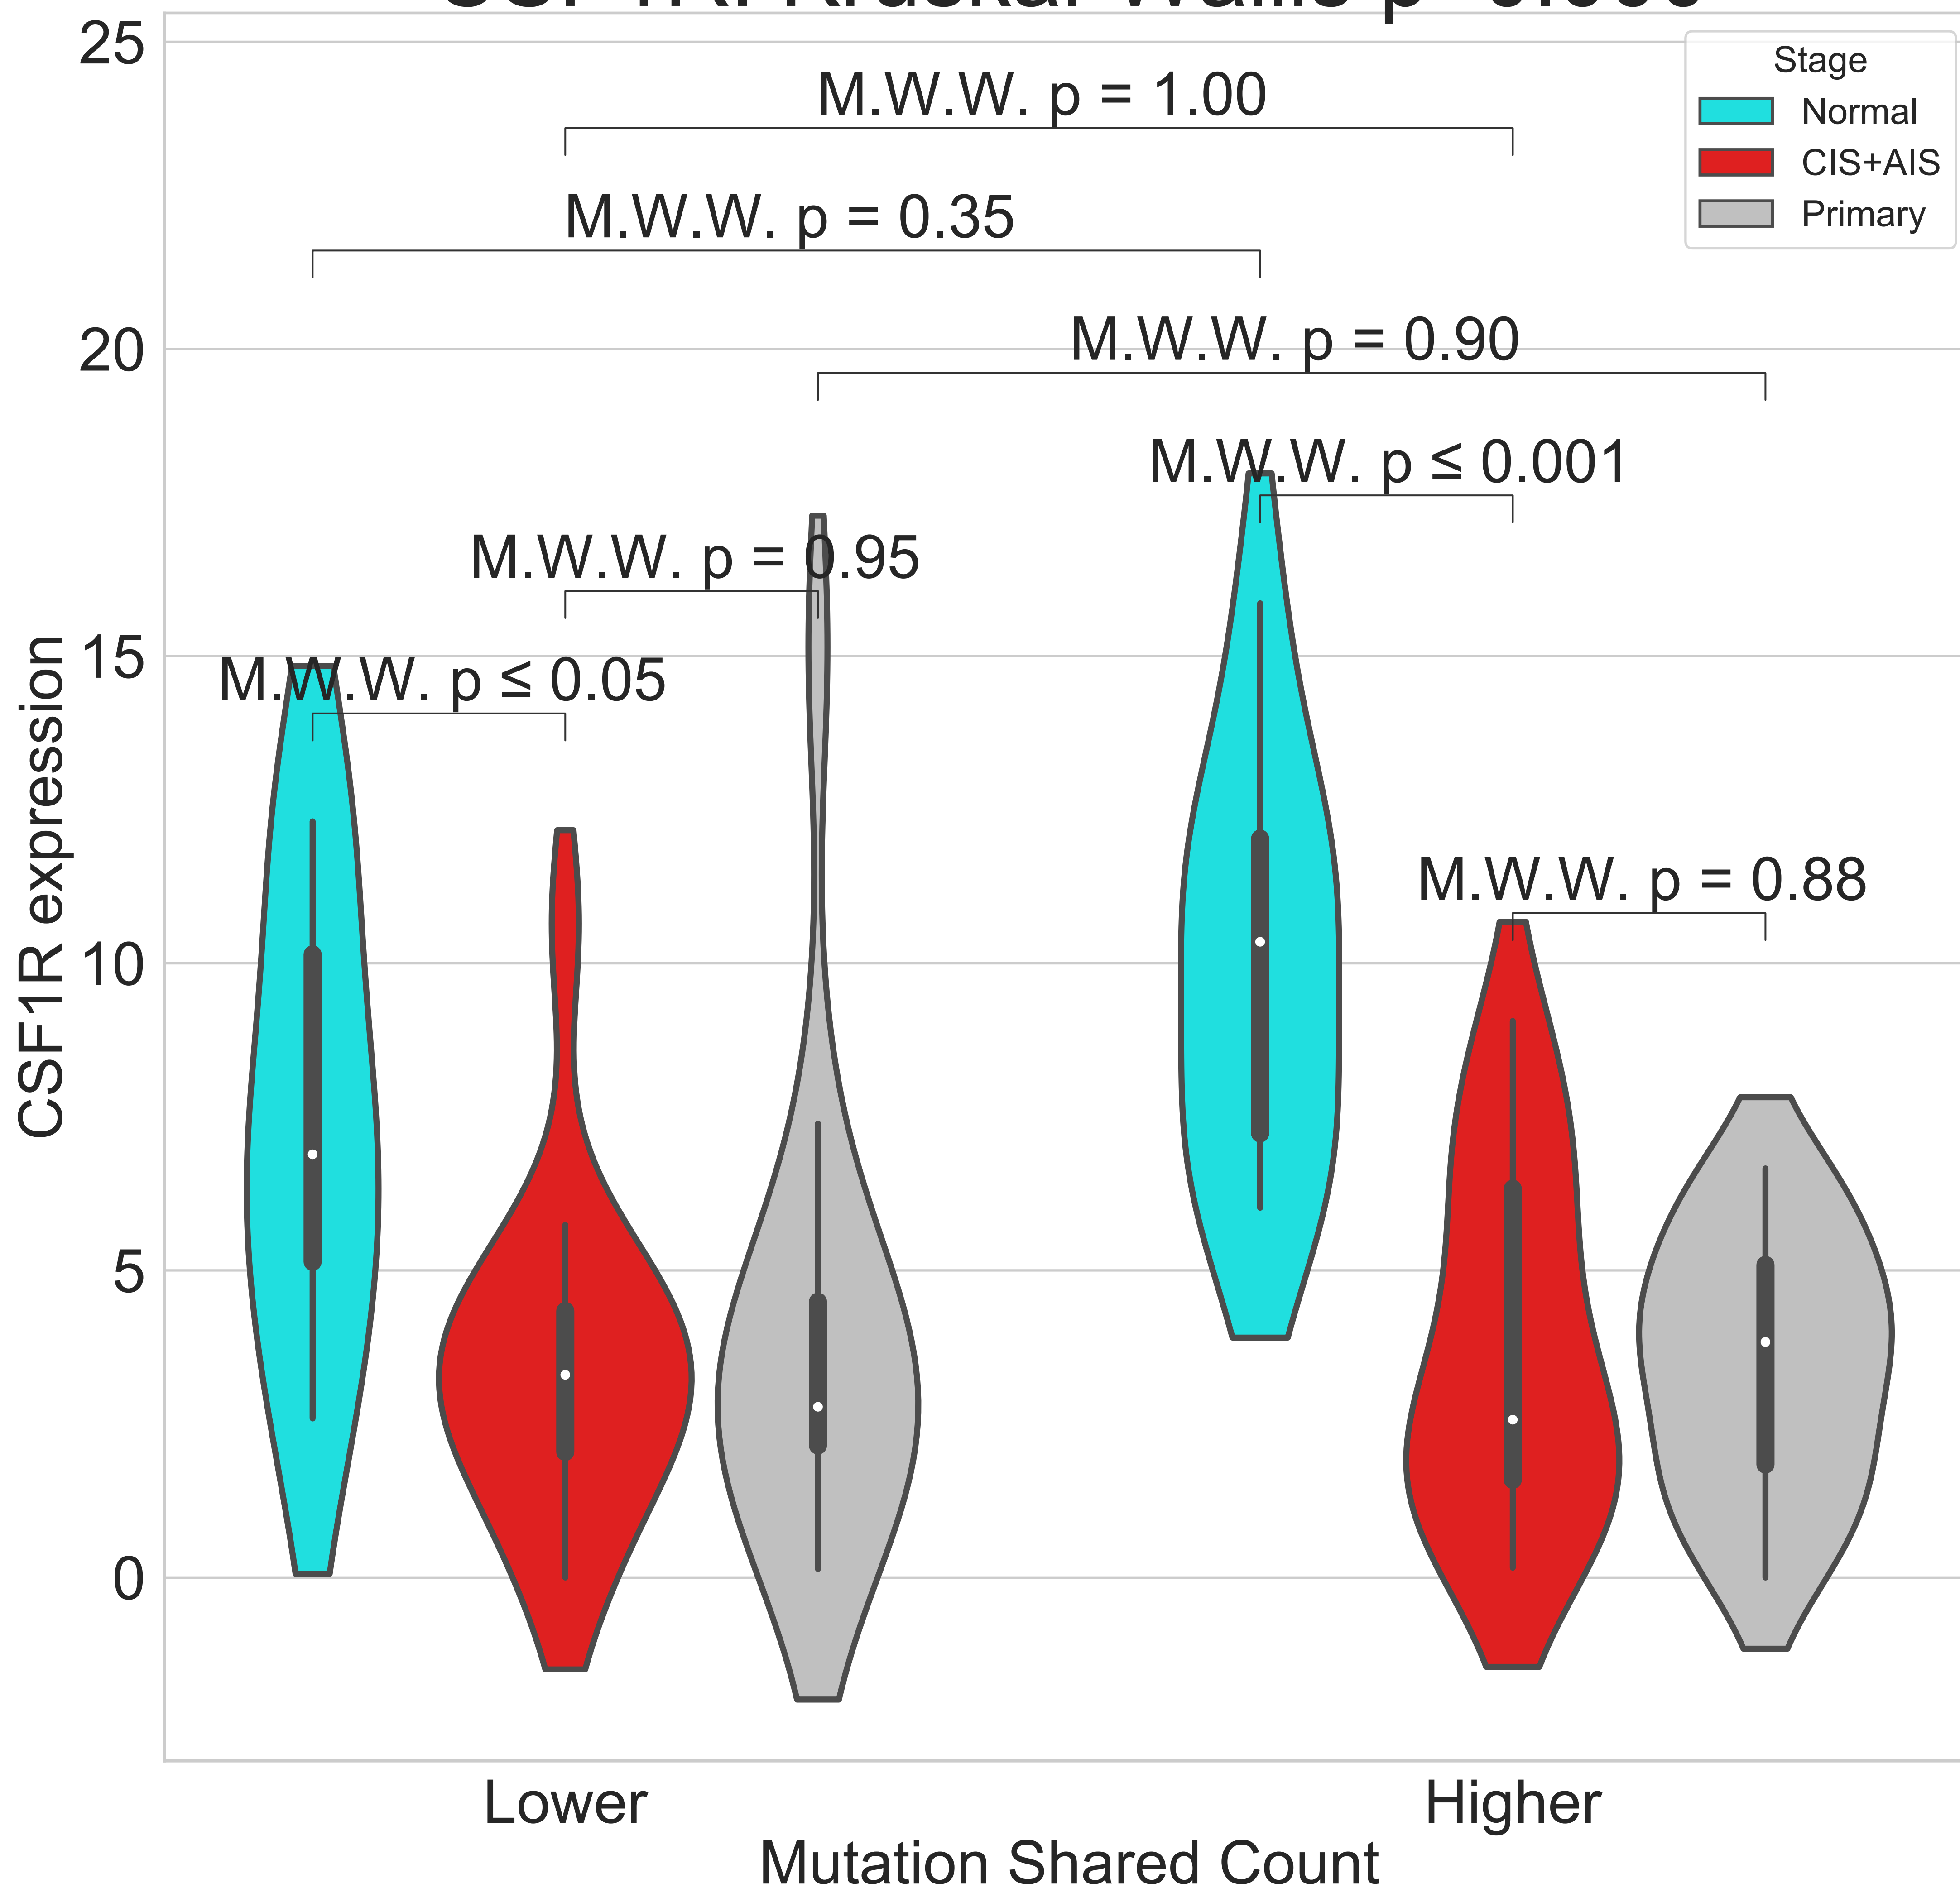 25
Stage
Normal
CIS+AIS
Primary
M.W.W. p = 1.00
M.W.W. p = 0.35
20
M.W.W. p = 0.90
M.W.W. p ≤ 0.001
M.W.W. p = 0.95
15
M.W.W. p ≤ 0.05
M.W.W. p = 0.88
10
5
0
CSF1R expression
Lower
Higher
Mutation Shared Count